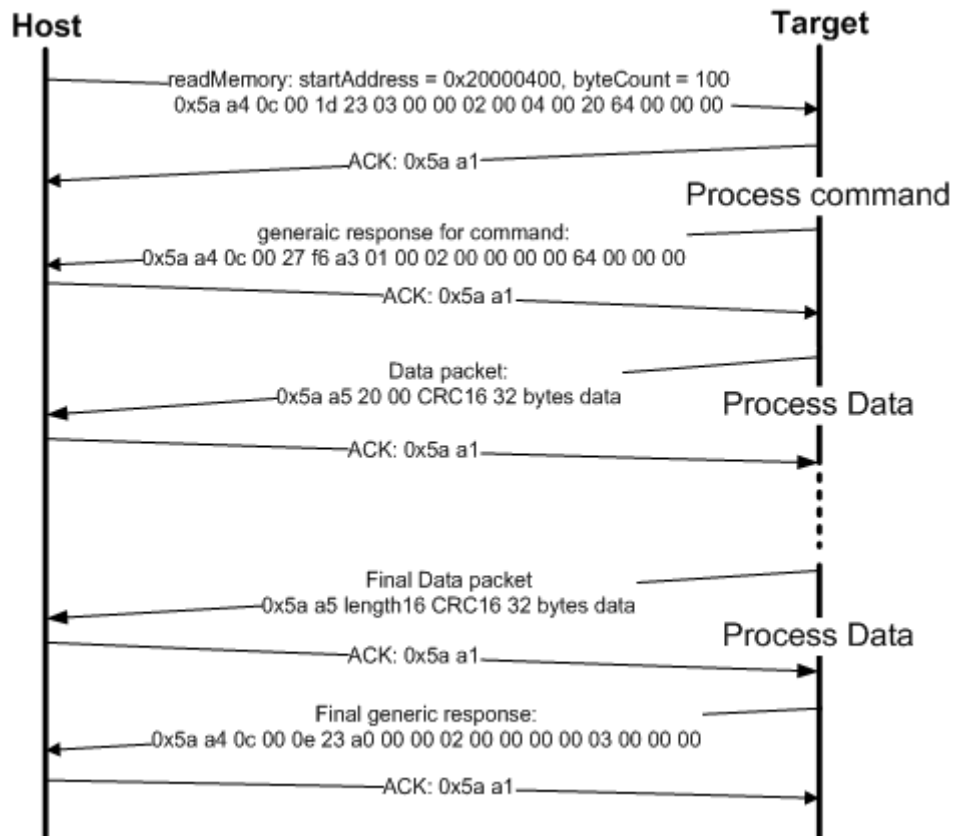 Host
Target
readMemory: startAddress = 0x20000400, byteCount = 100
0x5a a4 0c 00 1d 23 03 00 00 02 00 04 00 20 64 00 00 00
ACK: 0x5a a1
Process command
generaic response for command:
0x5a a4 0c 00 27 f6 a3 01 00 02 00 00 00 00 64 00 00 00
ACK: 0x5a a1
Data packet:
0x5a a5 20 00 CRC16 32 bytes data
Process Data
ACK: 0x5a a1
Final Data packet
0x5a a5 length16 CRC16 32 bytes data
Process Data
ACK: 0x5a a1
Final generic response:
0x5a a4 0c 00 0e 23 a0 00 00 02 00 00 00 00 03 00 00 00
ACK: 0x5a a1